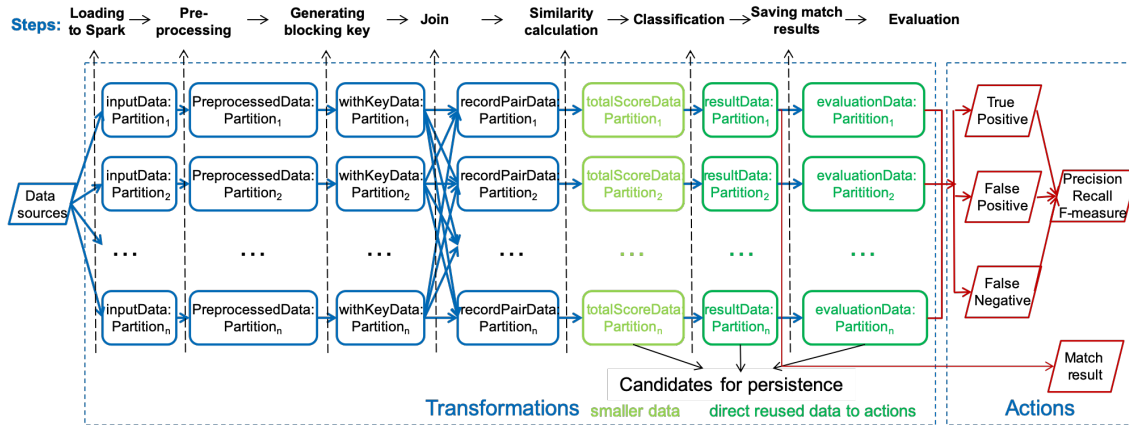 Steps:
Loading
to Spark
Pre-
processing
Generating
blocking key
Join
Similarity
calculation
Classification
Saving match
results
Evaluation
inputData:
Partition1
PreprocessedData:
Partition1
withKeyData:
Partition1
recordPairData:
Partition1
totalScoreData:
Partition1
resultData:
Partition1
evaluationData:
Partition1
True
Positive
inputData:
Partition2
PreprocessedData:
Partition2
withKeyData:
Partition2
recordPairData:
Partition2
totalScoreData:
Partition2
resultData:
Partition2
evaluationData:
Partition2
Data
sources
False
Positive
Precision
Recall
F-measure
...
...
...
...
...
...
...
inputData:
Partitionn
PreprocessedData:
Partitionn
withKeyData:
Partitionn
recordPairData:
Partitionn
totalScoreData:
Partitionn
resultData:
Partitionn
evaluationData:
Partitionn
False
Negative
Match
result
Candidates for persistence
Transformations
smaller data
direct reused data to actions
Actions